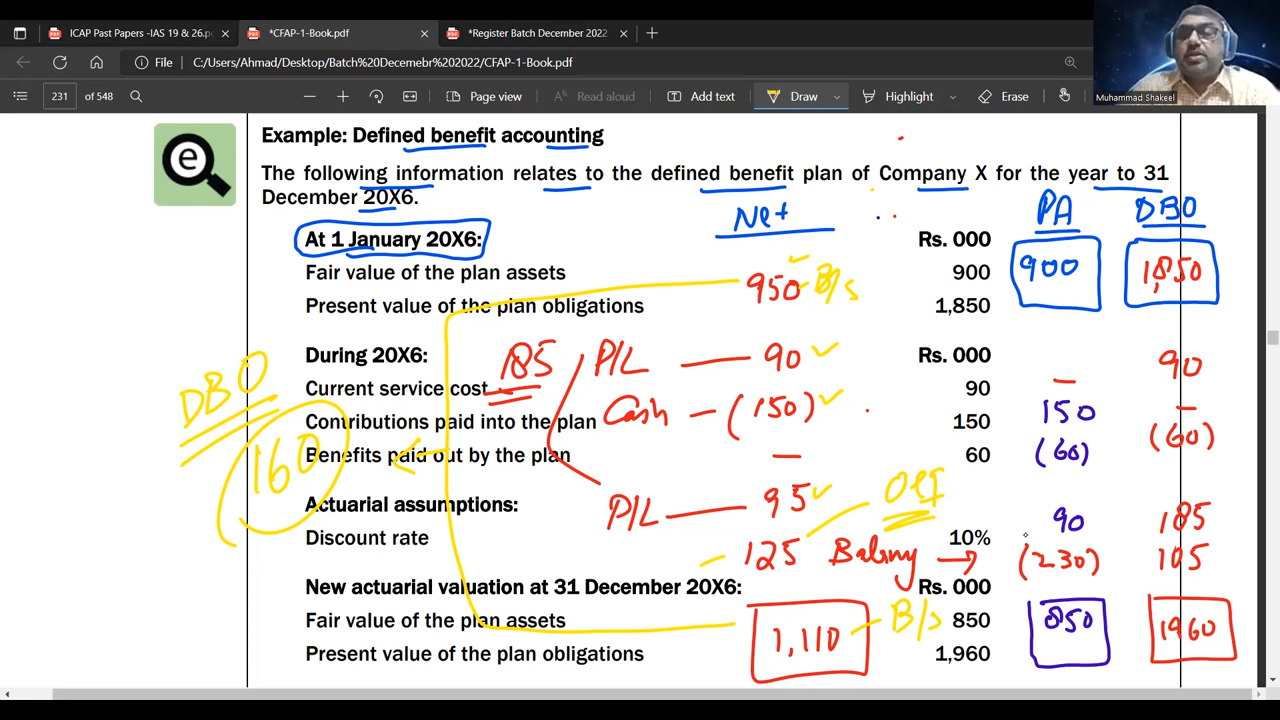 ICAP Past Papers -IAS 19 & 26.pdf
*CFAP-1-Book.pdf
*Register Batch December 2022
File
C:/Users/Ahmad/Desktop/Batch%20Decemebr%202022/CFAP-1-Book.pdf
231 of 548
Page view
Read aloud
Add text
Draw
Highlight
Erase
Muhammad Shakeel
Example: Defined benefit accounting
The following information relates to the defined benefit plan of Company X for the year to 31
December 20X6.
Net PA DBO
At 1 January 20X6: Rs. 000
Fair value of the plan assets 900 900 1,850
950 B/s
Present value of the plan obligations 1,850
During 20X6: 185 P/L — 90 Rs. 000 90
Current service cost 90 —
Contributions paid into the plan Cash — (150) 150 150 —
Benefits paid out by the plan — 60 (60) (60)
DBO
160
Actuarial assumptions: P/L — 95 OCI 90 185
Discount rate 10%
125 → (230) 105
New actuarial valuation at 31 December 20X6: Rs. 000
Fair value of the plan assets B/s 850 850 1960
Present value of the plan obligations 1,110 1,960